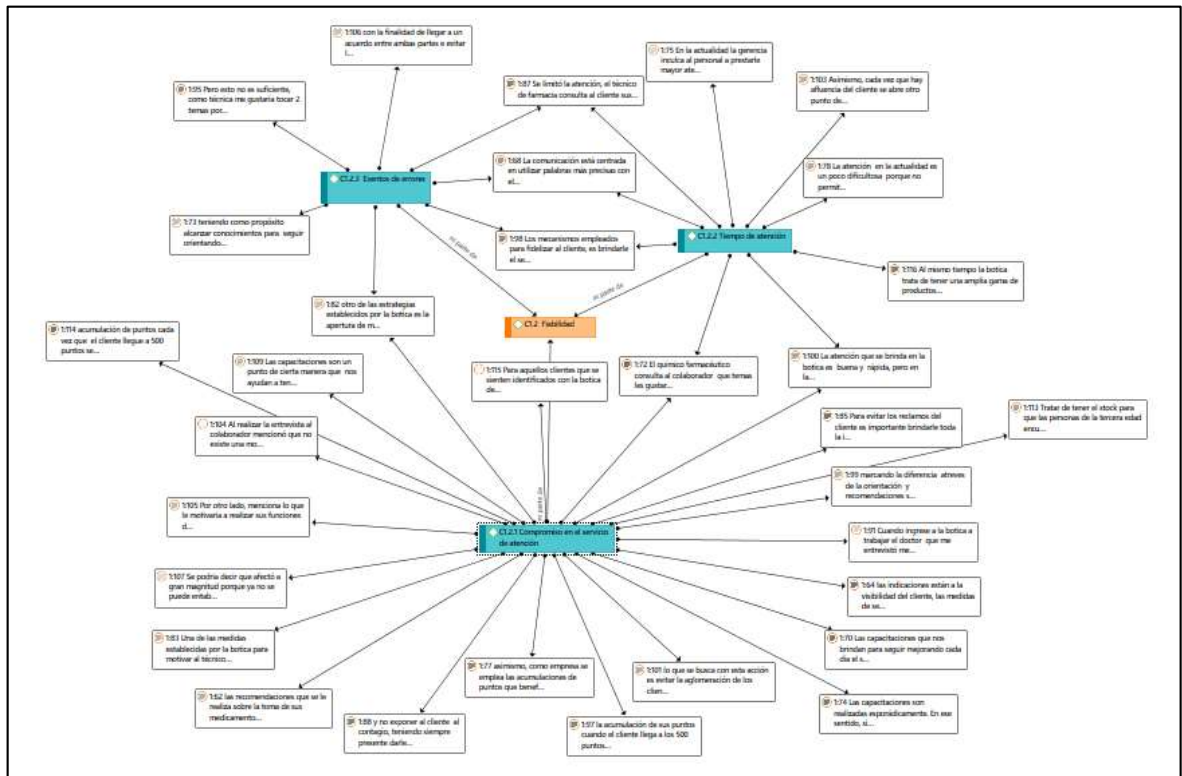 1:106 con la finalidad de llegar a un
acuerdo entre ambas partes e evitar
l...
1:75 En la actualidad la gerencia
inculca al personal a prestarle
mayor ate...
1:95 Pero esto no es suficiente,
como técnica me gustaria tocar 2
temas por...
1:87 Se limitó la atención, el técnico
de farmacia consulta al cliente sus...
1:103 Asimismo, cada vez que hay
afluencia del cliente se abre otro
punto de...
1:68 La comunicación está centrada
en utilizar palabras más precisas con
el...
1:78 La atención en la actualidad es
un poco dificultosa porque no
permit...
C1.2.3 Eventos de errores
1:73 teniendo como propósito
alcanzar conocimientos para seguir
orientando...
1:98 Los mecanismos empleados
para fidelizar al cliente, es brindarle
el se...
C1.2.2 Tiempo de atención
es parte de
es parte de
1:116 Al mismo tiempo la botica
trata de tener una amplia gama de
productos...
1:82 otro de las estrategias
establecidos por la botica es la
apertura de m...
C1.2 Fiabilidad
1:114 acumulación de puntos cada
vez que el cliente llegue a 500
puntos se...
1:109 Las capacitaciones son un
punto de cierta manera que nos
ayudan a ten...
1:115 Para aquellos clientes que se
sienten identificados con la botica
de...
1:72 El químico farmacéutico
consulta al colaborador que temas
les gustar...
1:100 La atención que se brinda en la
botica es buena y rápida, pero en
la...
1:104 Al realizar la entrevista al
colaborador mencionó que no
existe una mo...
1:85 Para evitar los reclamos del
cliente es importante brindarle toda
la i...
1:113 Tratar de tener el stock para
que las personas de la tercera edad
encu...
1:99 marcando la diferencia atreves
de la orientación y
recomendaciones s...
1:105 Por otro lado, menciona lo que
le motivaria a realizar sus funciones
d...
es parte de
C1.2.1 Compromiso en el servicio
de atención
1:91 Cuando ingrese a la botica a
trabajar el doctor que me
entrevistó me...
1:107 Se podría decir que afectó a
gran magnitud porque ya no se
puede entab...
1:64 las indicaciones están a la
visibilidad del cliente, las medidas
de se...
1:83 Una de las medidas
establecidas por la botica para
motivar al técnico...
1:70 Las capacitaciones que nos
brindan para seguir mejorando cada
día el s...
1:77 asimismo, como empresa se
emplea las acumulaciones de
puntos que benef...
1:101 lo que se busca con esta acción
es evitar la aglomeración de los
clien...
1:62 las recomendaciones que se le
realiza sobre la toma de sus
medicamento...
1:74 Las capacitaciones son
realizadas esporádicamente. En ese
sentido, si...
1:88 y no exponer al cliente al
contagio, teniendo siempre
presente darle...
1:97 la acumulación de sus puntos
cuando el cliente llega a los 500
puntos...